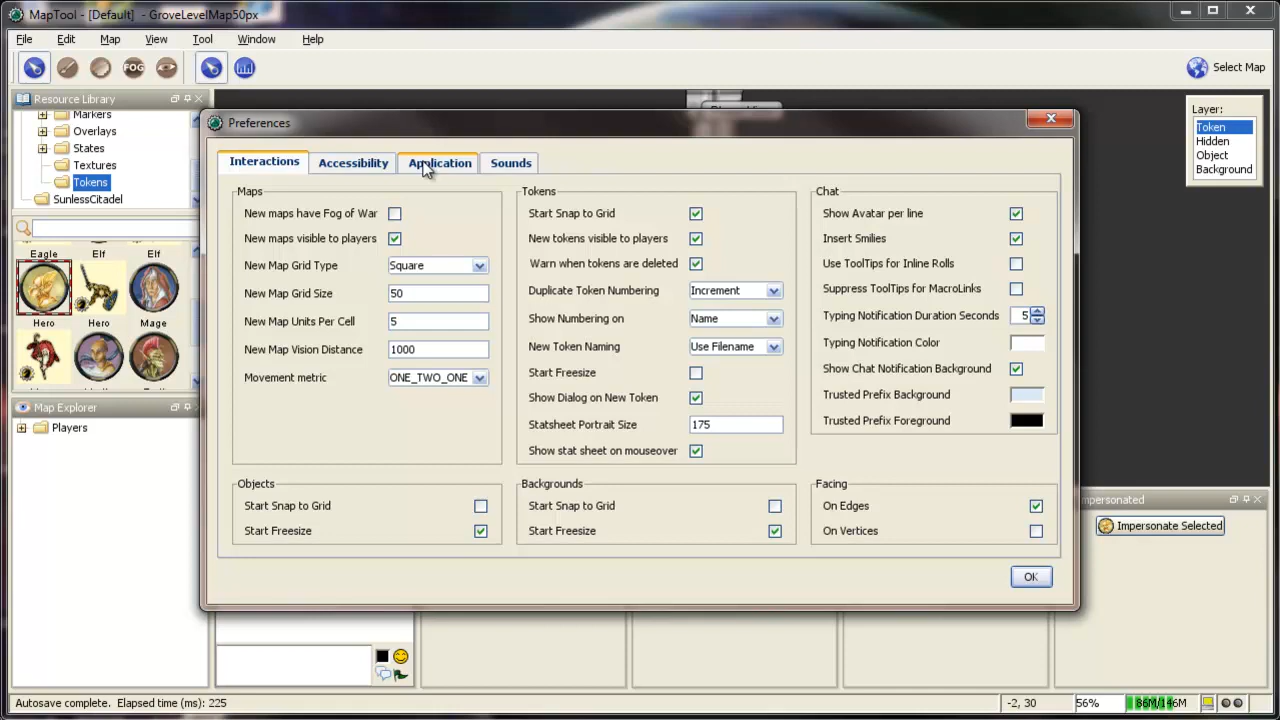 MapTool - [Default] - GroveLevelMap50px
File Edit Map View Tool Window Help
FOG
Select Map
Resource Library
Markers
Overlays
States
Textures
Tokens
SunlessCitadel
Eagle Elf Elf
Hero Hero Mage
Map Explorer
Players
Layer:
Token
Hidden
Object
Background
Preferences
Interactions Accessibility Application Sounds
Maps
New maps have Fog of War
New maps visible to players
New Map Grid Type Square
New Map Grid Size 50
New Map Units Per Cell 5
New Map Vision Distance 1000
Movement metric ONE_TWO_ONE
Tokens
Start Snap to Grid
New tokens visible to players
Warn when tokens are deleted
Duplicate Token Numbering Increment
Show Numbering on Name
New Token Naming Use Filename
Start Freesize
Show Dialog on New Token
Statsheet Portrait Size 175
Show stat sheet on mouseover
Chat
Show Avatar per line
Insert Smilies
Use ToolTips for Inline Rolls
Suppress ToolTips for MacroLinks
Typing Notification Duration Seconds 5
Typing Notification Color
Show Chat Notification Background
Trusted Prefix Background
Trusted Prefix Foreground
Objects
Start Snap to Grid
Start Freesize
Backgrounds
Start Snap to Grid
Start Freesize
Facing
On Edges
On Vertices
OK
mpersonated
Impersonate Selected
Autosave complete. Elapsed time (ms): 225
-2, 30
56%
86M/146M